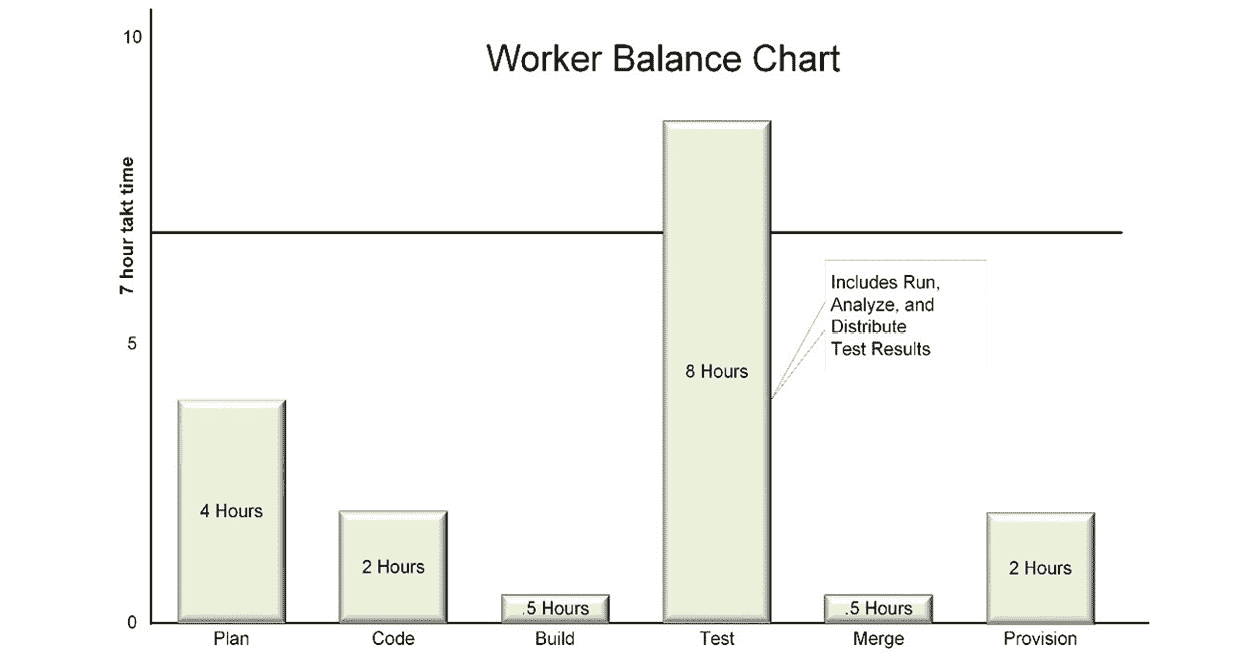 Worker Balance Chart
10
7 hour takt time
5
0
Includes Run,
Analyze, and
Distribute
Test Results
4 Hours
2 Hours
.5 Hours
8 Hours
.5 Hours
2 Hours
Plan
Code
Build
Test
Merge
Provision